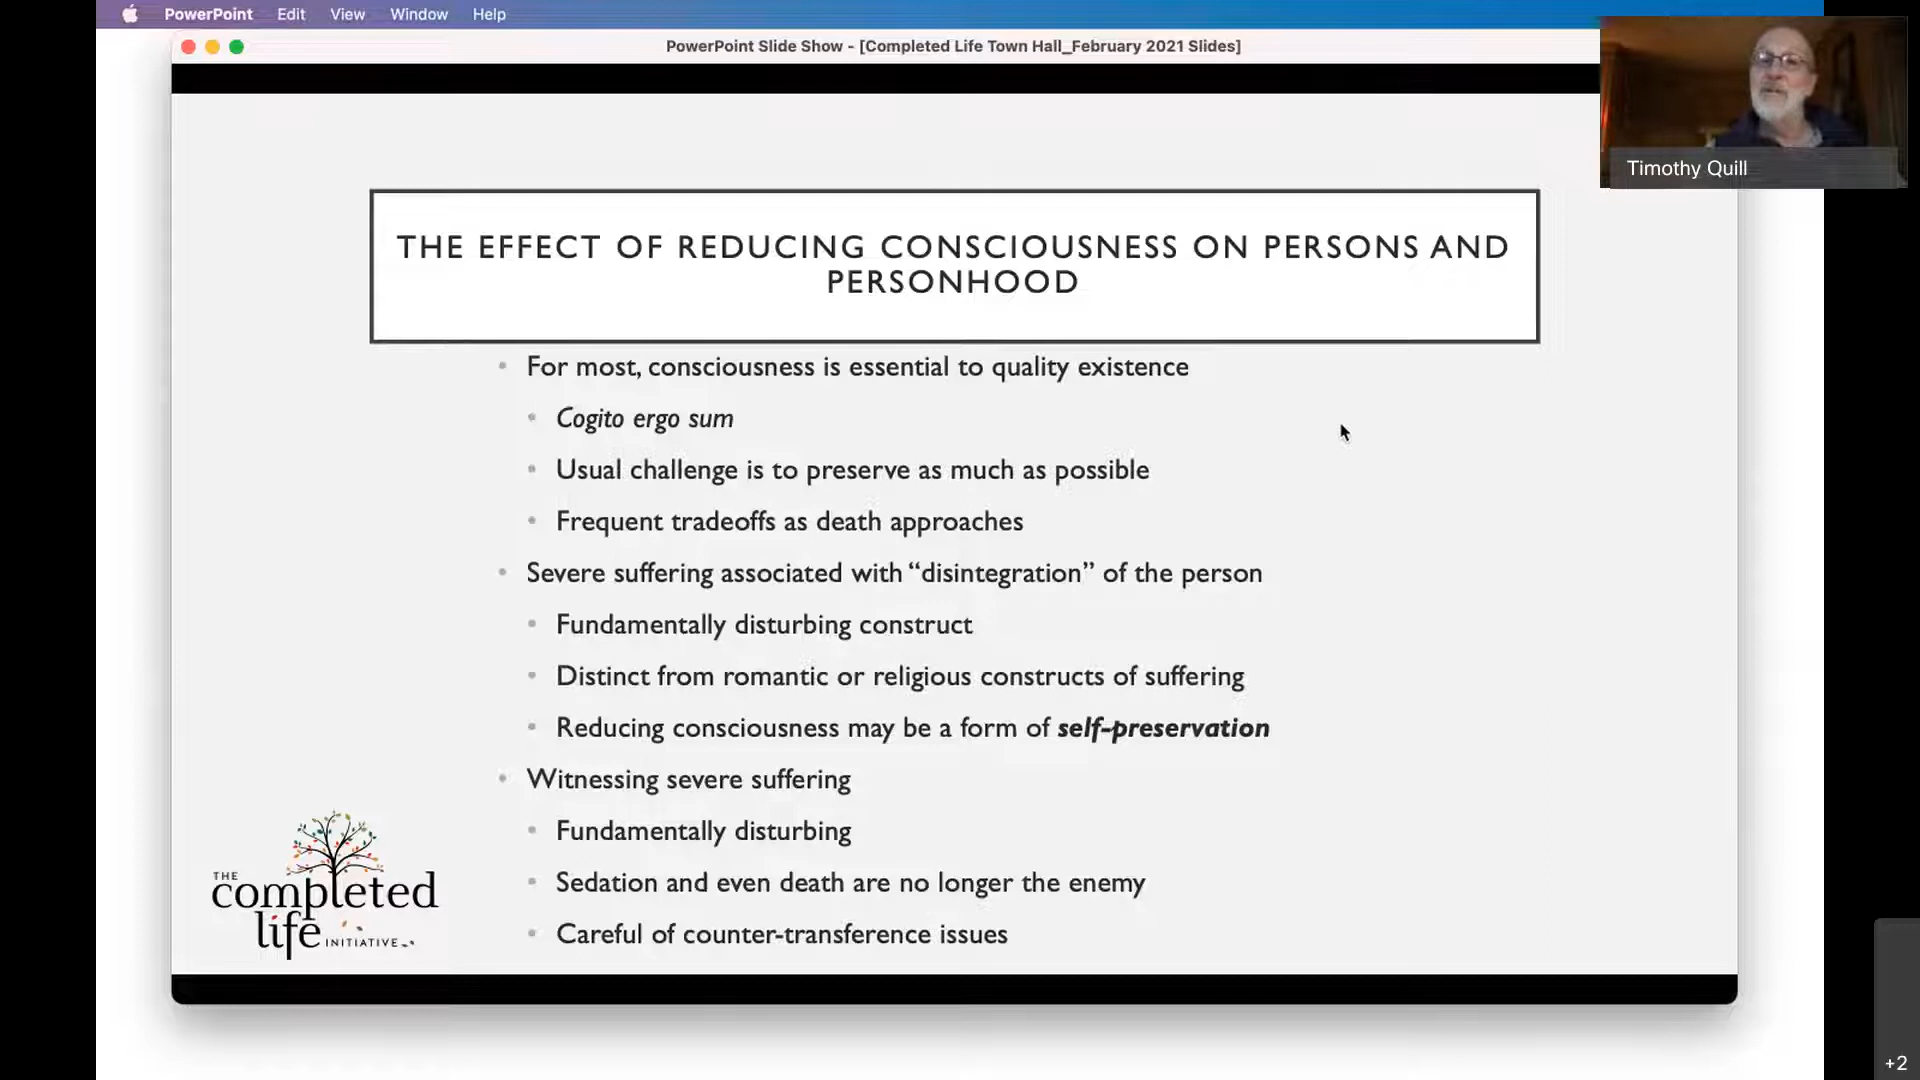 PowerPoint Edit View Window Help
PowerPoint Slide Show - [Completed Life Town Hall_February 2021 Slides]
Timothy Quill
THE EFFECT OF REDUCING CONSCIOUSNESS ON PERSONS AND
PERSONHOOD
For most, consciousness is essential to quality existence
Cogito ergo sum
Usual challenge is to preserve as much as possible
Frequent tradeoffs as death approaches
Severe suffering associated with “disintegration” of the person
Fundamentally disturbing construct
Distinct from romantic or religious constructs of suffering
Reducing consciousness may be a form of self-preservation
Witnessing severe suffering
Fundamentally disturbing
Sedation and even death are no longer the enemy
Careful of counter-transference issues
THE
completed
life INITIATIVE
+2